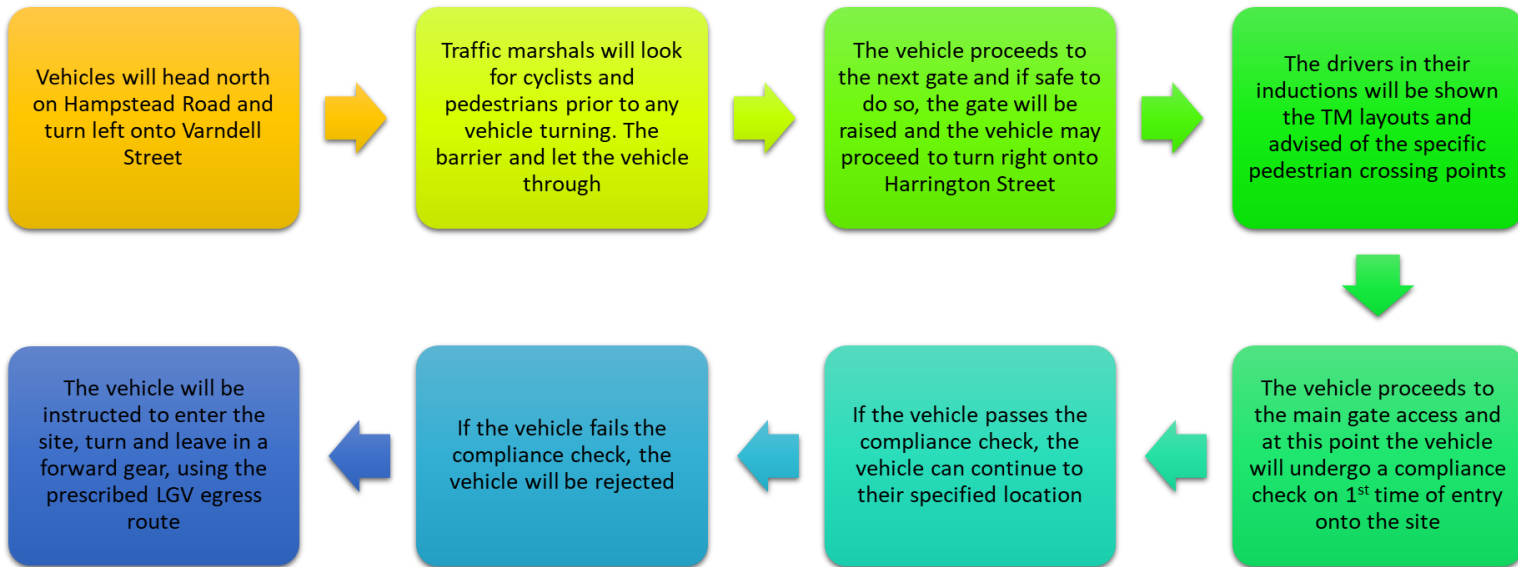 Vehicles will head north
on Hampstead Road and
turn left onto Varndell
Street
Traffic marshals will look
for cyclists and
pedestrians prior to any
vehicle turning. The
barrier and let the vehicle
through
The vehicle proceeds to
the next gate and if safe to
do so, the gate will be
raised and the vehicle may
proceed to turn right onto
Harrington Street
The drivers in their
inductions will be shown
the TM layouts and
advised of the specific
pedestrian crossing points
The vehicle proceeds to
the main gate access and
at this point the vehicle
will undergo a compliance
check on 1st time of entry
onto the site
If the vehicle passes the
compliance check, the
vehicle can continue to
their specified location
If the vehicle fails the
compliance check, the
vehicle will be rejected
The vehicle will be
instructed to enter the
site, turn and leave in a
forward gear, using the
prescribed LGV egress
route